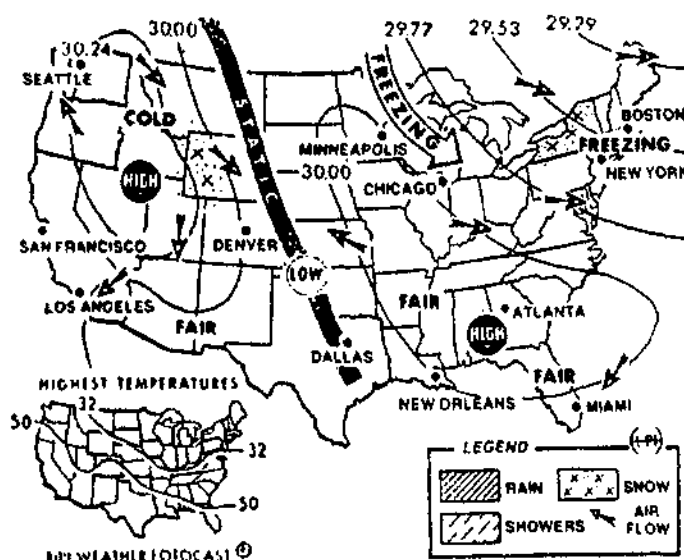 30.24
30.00
29.77
29.53
29.29
SEATTLE
COLD
STATIC
FREEZING
MINNEAPOLIS
30.00
BOSTON
FREEZING
NEW YORK
HIGH
CHICAGO
SAN FRANCISCO
DENVER
LOW
LOS ANGELES
FAIR
FAIR
ATLANTA
HIGH
DALLAS
FAIR
NEW ORLEANS
MIAMI
HIGHEST TEMPERATURES
32
50
32
50
LEGEND
RAIN
SNOW
SHOWERS
AIR
FLOW
UPI WEATHER FOTOCAST